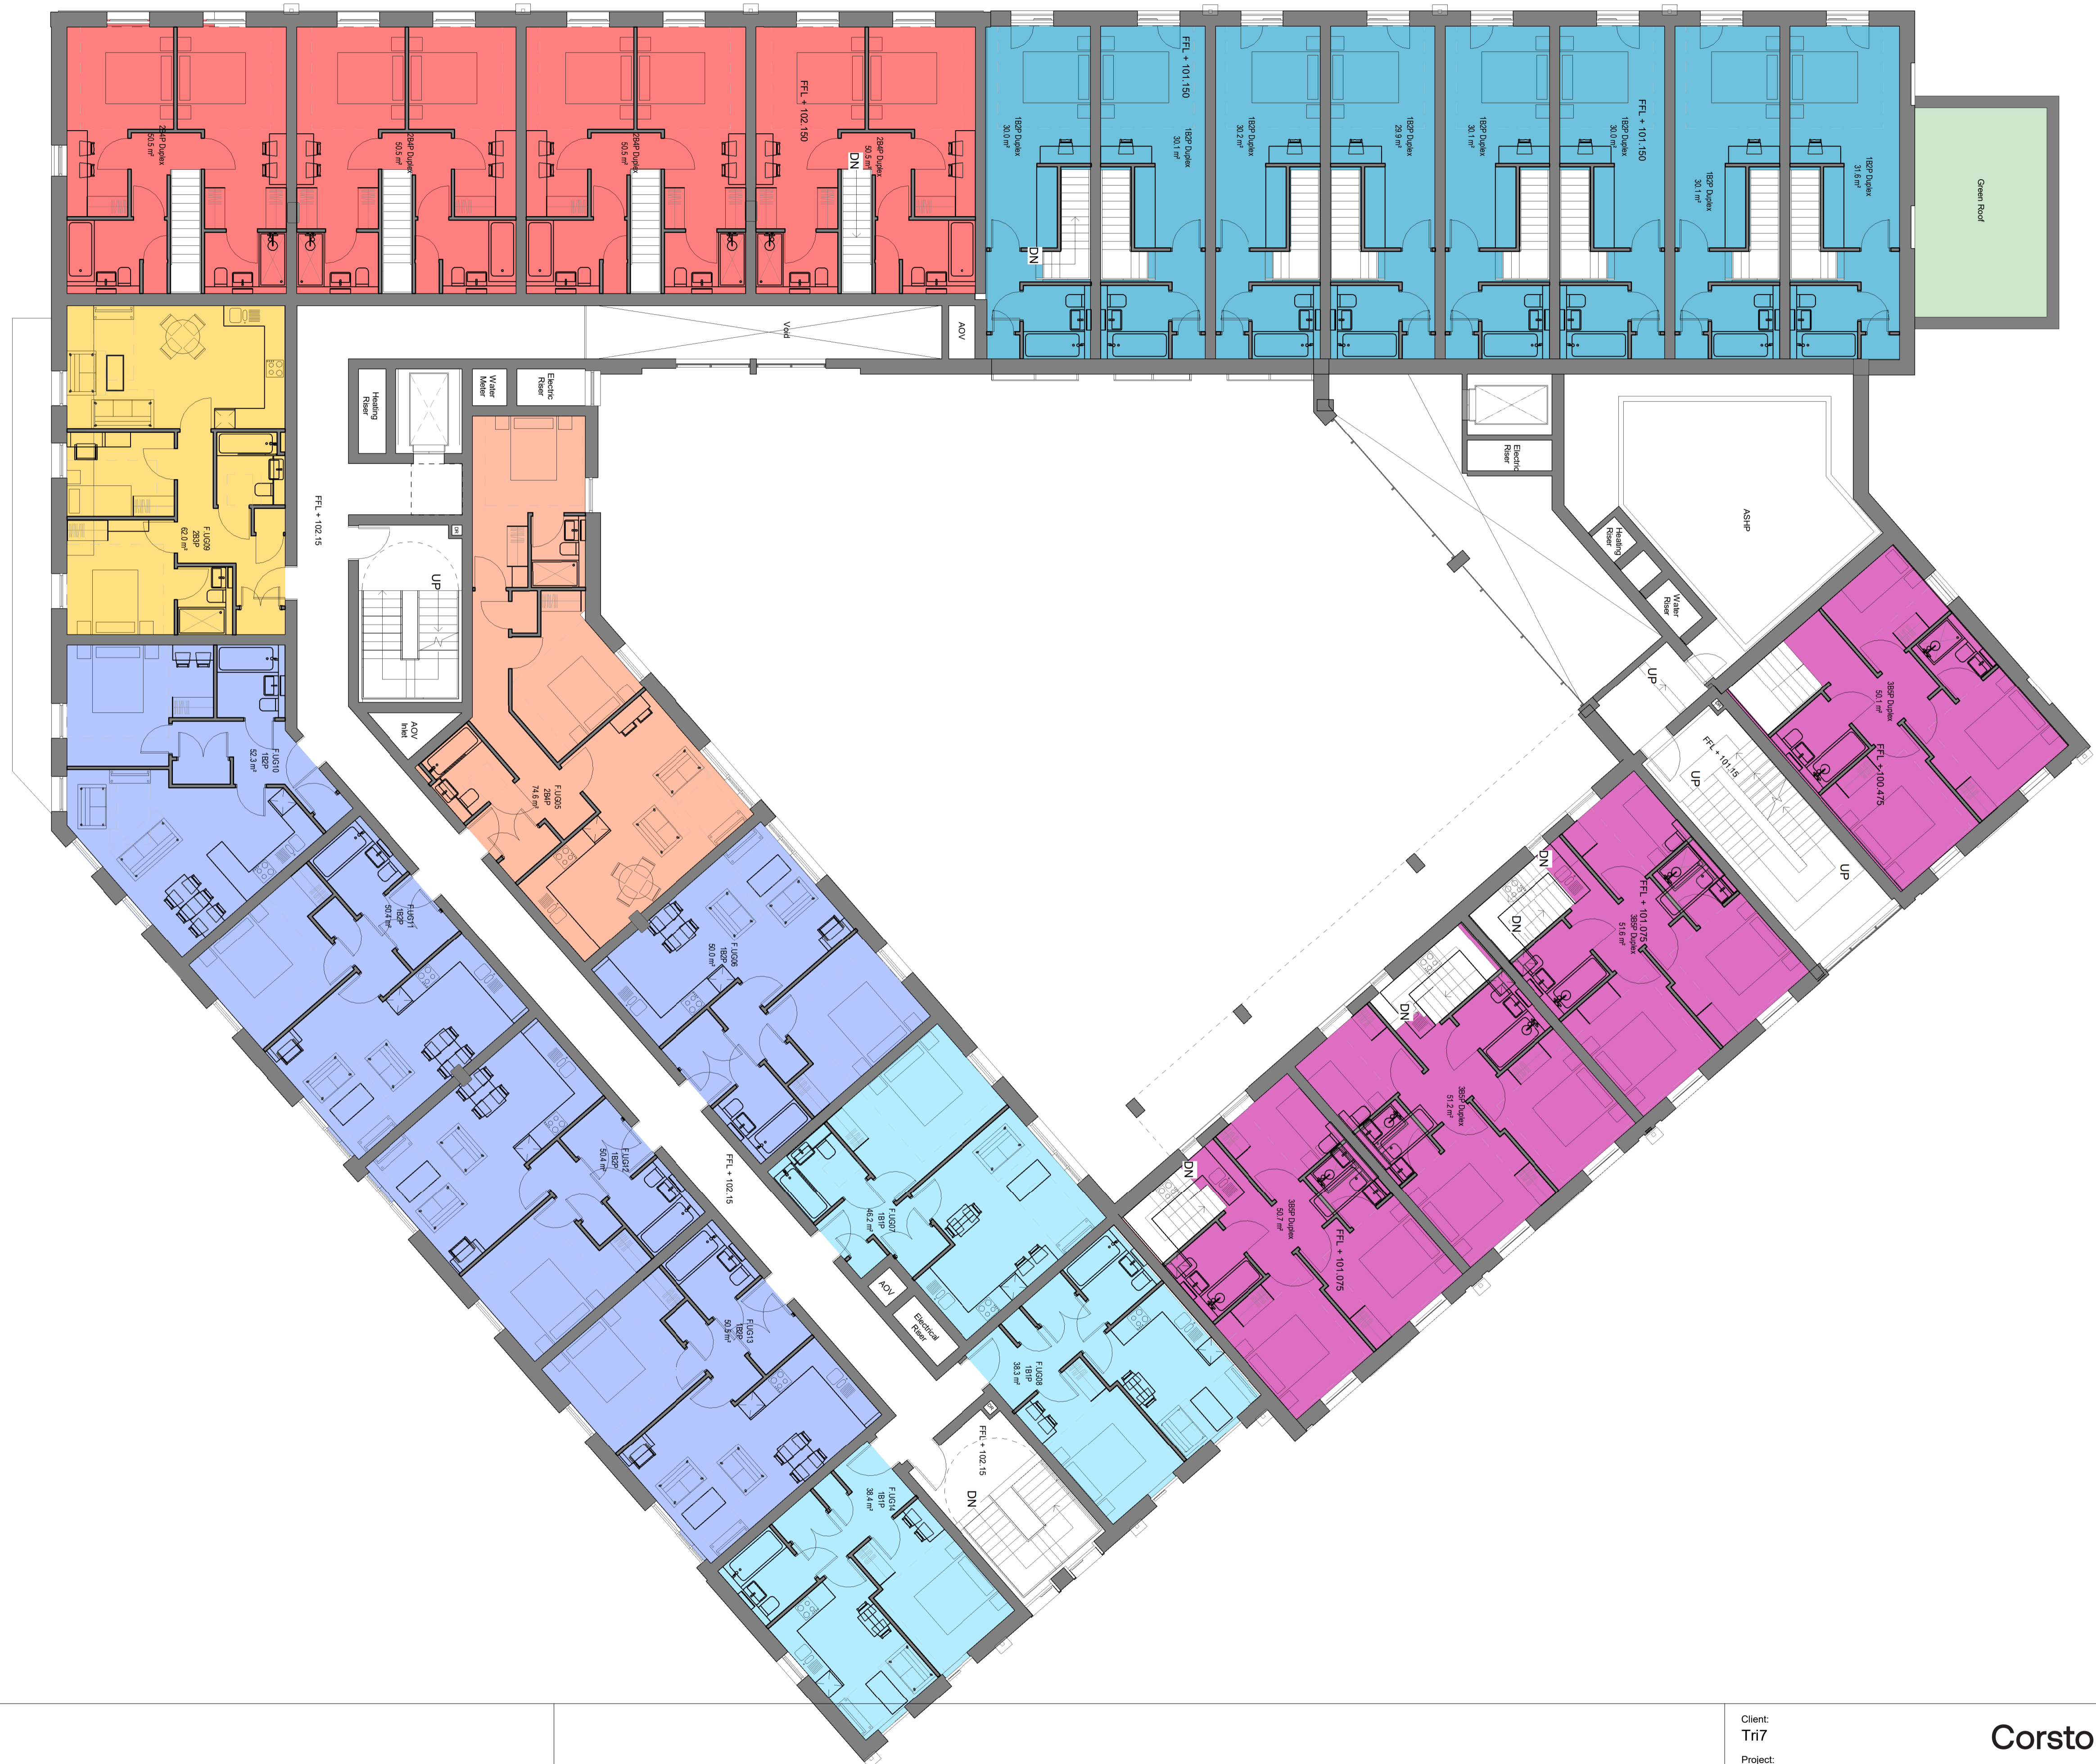 2B4P Duplex
50.5 m²
2B4P Duplex
50.5 m²
2B4P Duplex
50.5 m²
FFL + 102.150
2B4P Duplex
50.5 m²
DN
1B2P Duplex
30.0 m²
DN
FFL + 101.150
1B2P Duplex
30.1 m²
1B2P Duplex
30.2 m²
1B2P Duplex
29.9 m²
1B2P Duplex
30.1 m²
FFL + 101.150
1B2P Duplex
30.0 m²
1B2P Duplex
30.1 m²
1B2P Duplex
31.6 m²
Green Roof
Void
AOV
Heating
Riser
Water
Meter
Electric
Riser
Electric
Riser
ASHP
Heating
Riser
Water
Riser
FFL + 102.15
F.UG09
2B3P
62.0 m²
UP
DR
AOV
Inlet
F.UG10
1B2P
52.3 m²
F.UG05
2B4P
74.6 m²
F.UG11
1B2P
50.4 m²
F.UG06
1B2P
50.0 m²
F.UG12
1B2P
50.4 m²
FFL + 102.15
F.UG07
1B1P
46.2 m²
F.UG13
1B2P
50.5 m²
AOV
Electrical
Riser
F.UG08
1B1P
38.3 m²
F.UG14
1B1P
38.4 m²
DR
FFL + 102.15
DN
UP
DR
3B5P Duplex
50.1 m²
FFL + 100.475
FFL + 101.15
UP
UP
DN
DN
FFL + 101.075
3B5P Duplex
51.6 m²
DN
3B5P Duplex
51.2 m²
DN
3B5P Duplex
50.7 m²
FFL + 101.075
Client:
Tri7
Project:
Corsto